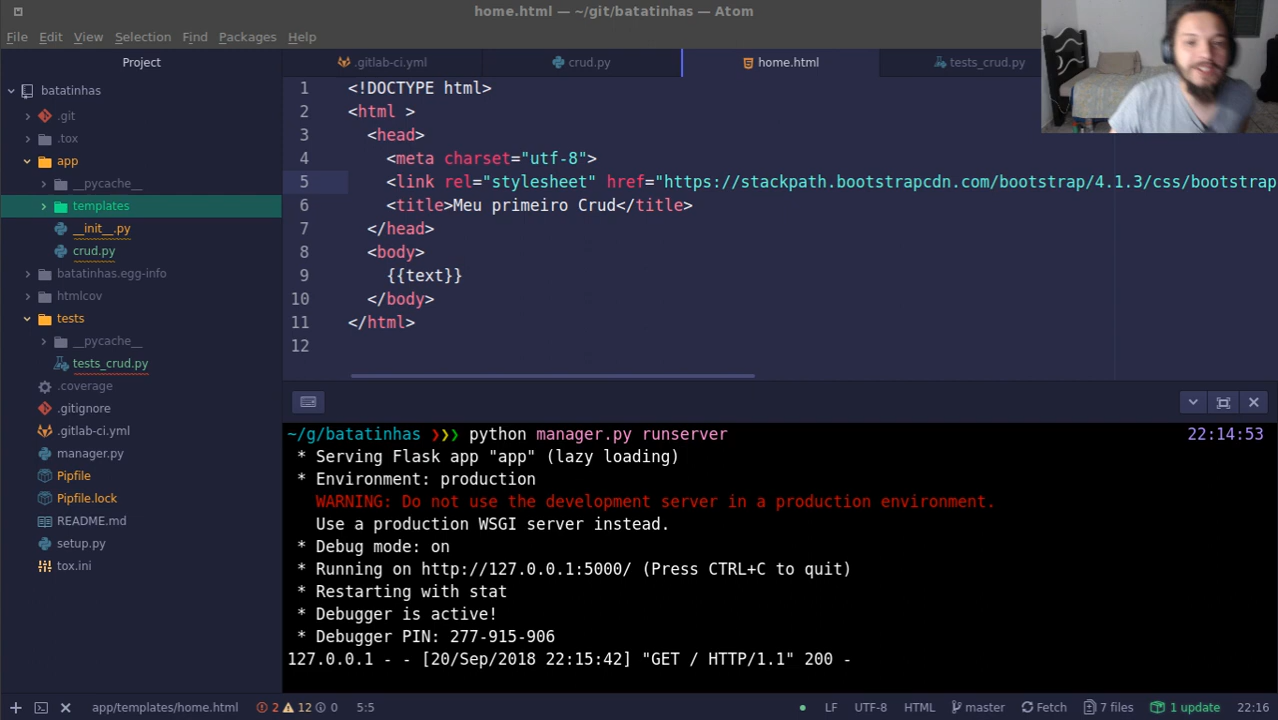 home.html — ~/git/batatinhas — Atom
File Edit View Selection Find Packages Help
Project
.gitlab-ci.yml
crud.py
home.html
tests_crud.py
batatinhas
.git
.tox
app
__pycache__
templates
__init__.py
crud.py
batatinhas.egg-info
htmlcov
tests
__pycache__
tests_crud.py
.coverage
.gitignore
.gitlab-ci.yml
manager.py
Pipfile
Pipfile.lock
README.md
setup.py
tox.ini
1 <!DOCTYPE html>
2 <html >
3 <head>
4 <meta charset="utf-8">
5 <link rel="stylesheet" href="https://stackpath.bootstrapcdn.com/bootstrap/4.1.3/css/bootstrap
6 <title>Meu primeiro Crud</title>
7 </head>
8 <body>
9 {{text}}
10 </body>
11 </html>
12
~/g/batatinhas ❯❯❯ python manager.py runserver 22:14:53
* Serving Flask app "app" (lazy loading)
* Environment: production
WARNING: Do not use the development server in a production environment.
Use a production WSGI server instead.
* Debug mode: on
* Running on http://127.0.0.1:5000/ (Press CTRL+C to quit)
* Restarting with stat
* Debugger is active!
* Debugger PIN: 277-915-906
127.0.0.1 - - [20/Sep/2018 22:15:42] "GET / HTTP/1.1" 200 -
app/templates/home.html 2 12 0 5:5 LF UTF-8 HTML master Fetch 7 files 1 update 22:16